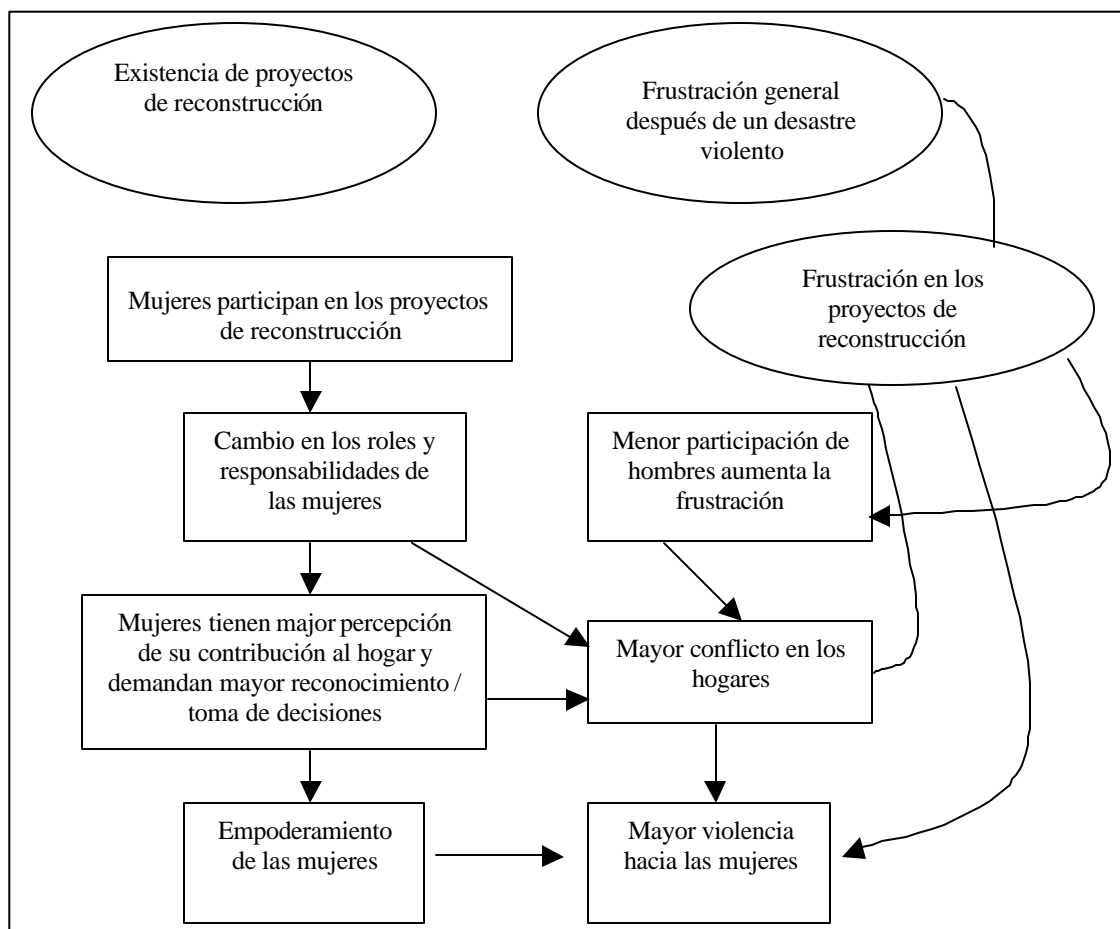 Existencia de proyectos
de reconstrucción
Frustración general
después de un desastre
violento
Frustración en los
proyectos de
reconstrucción
Mujeres participan en los proyectos
de reconstrucción
Cambio en los roles y
responsabilidades de
las mujeres
Menor participación de
hombres aumenta la
frustración
Mujeres tienen major percepción
de su contribución al hogar y
demandan mayor reconocimiento /
toma de decisiones
Mayor conflicto en los
hogares
Empoderamiento
de las mujeres
Mayor violencia
hacia las mujeres